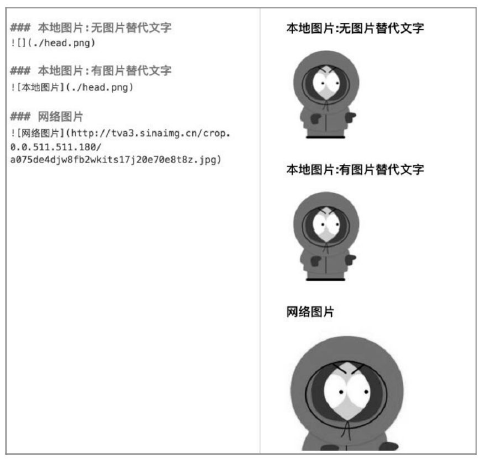 ### 本地图片:无图片替代文字
![](./head.png)
### 本地图片:有图片替代文字
![本地图片](./head.png)
### 网络图片
![网络图片](http://tva3.sinaimg.cn/crop.
0.0.511.511.180/
a075de4djw8fb2wkits17j20e70e8t8z.jpg)
本地图片:无图片替代文字
本地图片:有图片替代文字
网络图片